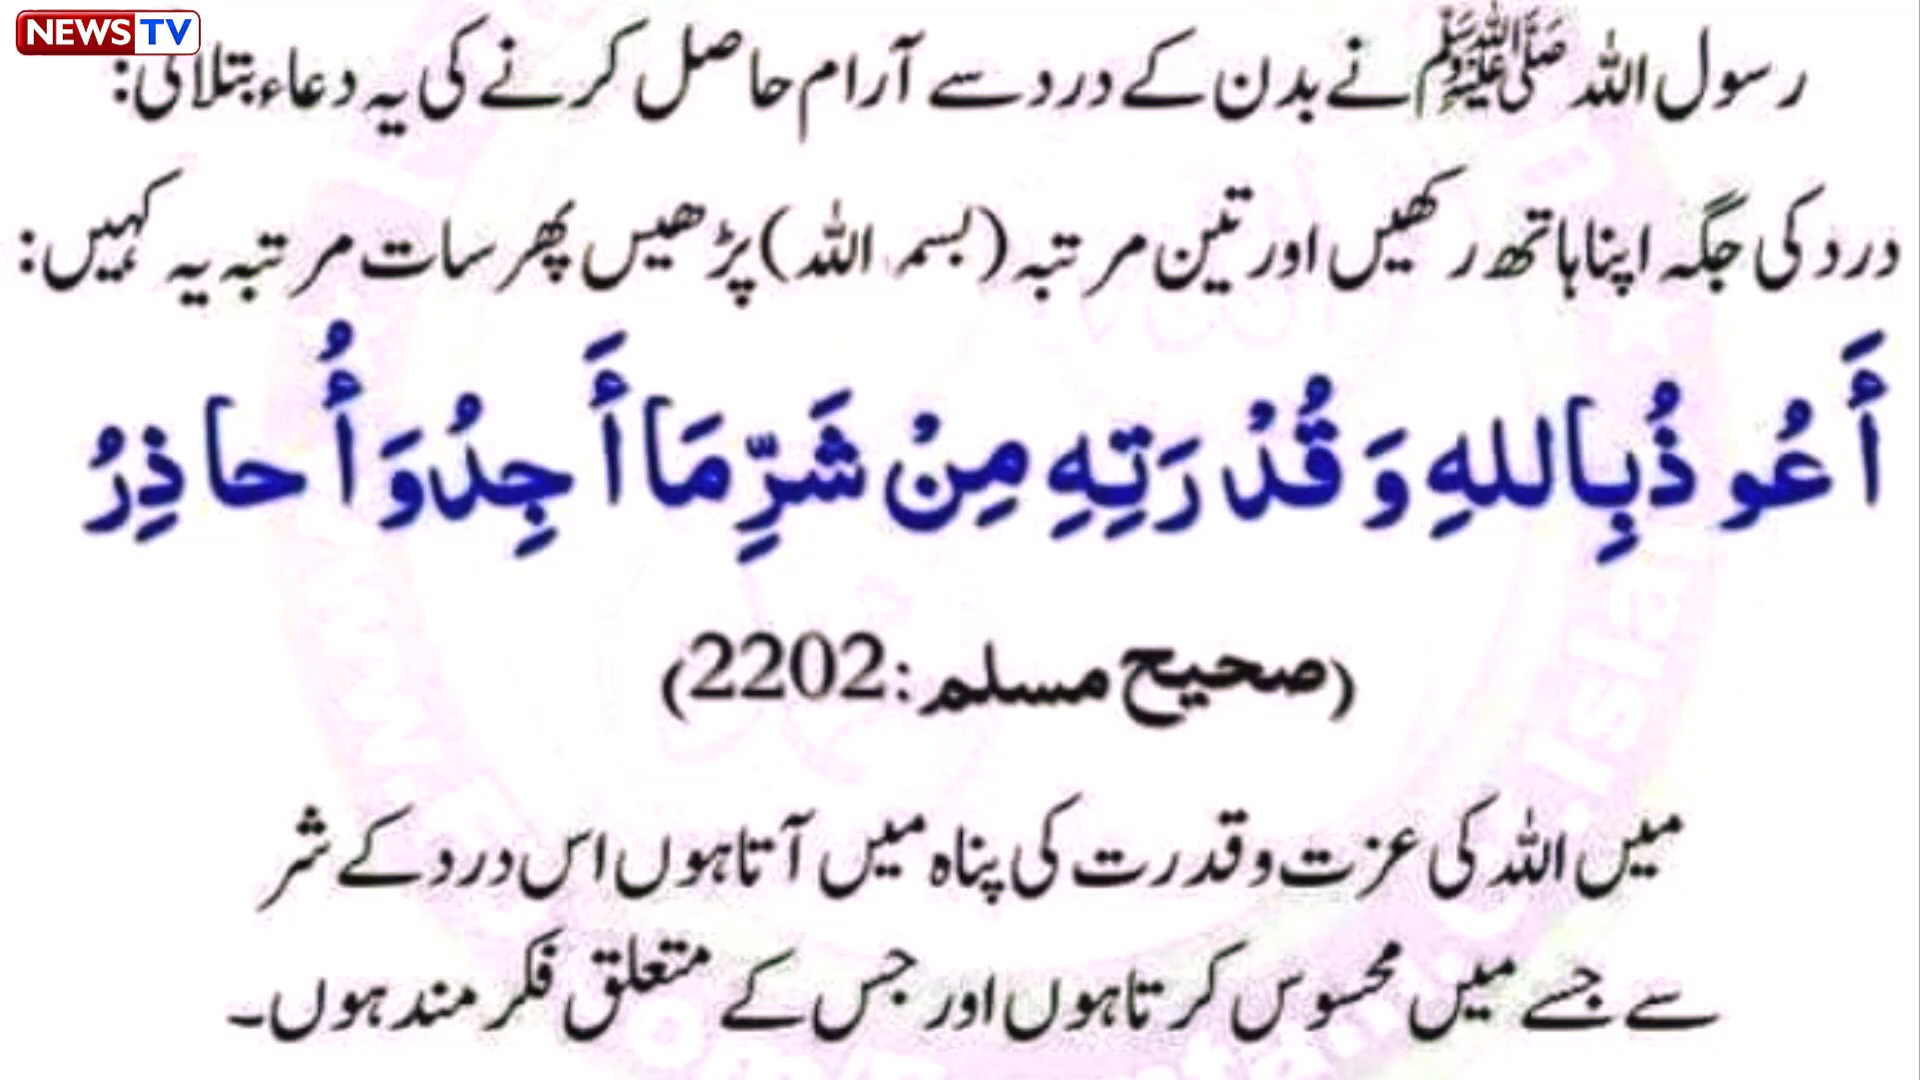 NEWS TV
رسول اللہ ﷺ نے بدن کے درد سے آرام حاصل کرنے کی یہ دعاء بتلائی:
درد کی جگہ اپنا ہاتھ رکھیں اور تین مرتبہ (بسم اللہ) پڑھیں پھر سات مرتبہ یہ کہیں:
أَعُوذُ بِاللهِ وَقُدْرَتِهِ مِنْ شَرِّ مَا أَجِدُ وَأُحاذِرُ
(صحیح مسلم: 2202)
میں اللہ کی عزت و قدرت کی پناہ میں آتا ہوں اس درد کے شر
سے جسے میں محسوس کرتا ہوں اور جس کے متعلق فکر مند ہوں۔